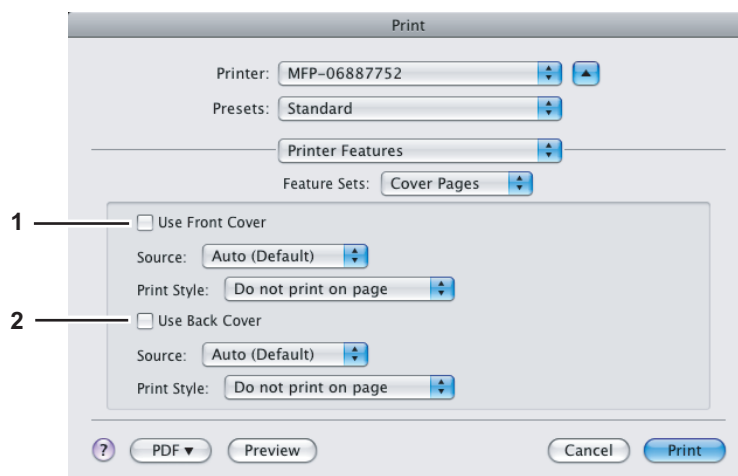 Print
Printer: MFP-06887752
Presets: Standard
Printer Features
Feature Sets: Cover Pages
1 Use Front Cover
Source: Auto (Default)
Print Style: Do not print on page
2 Use Back Cover
Source: Auto (Default)
Print Style: Do not print on page
? PDF ▼ Preview Cancel Print